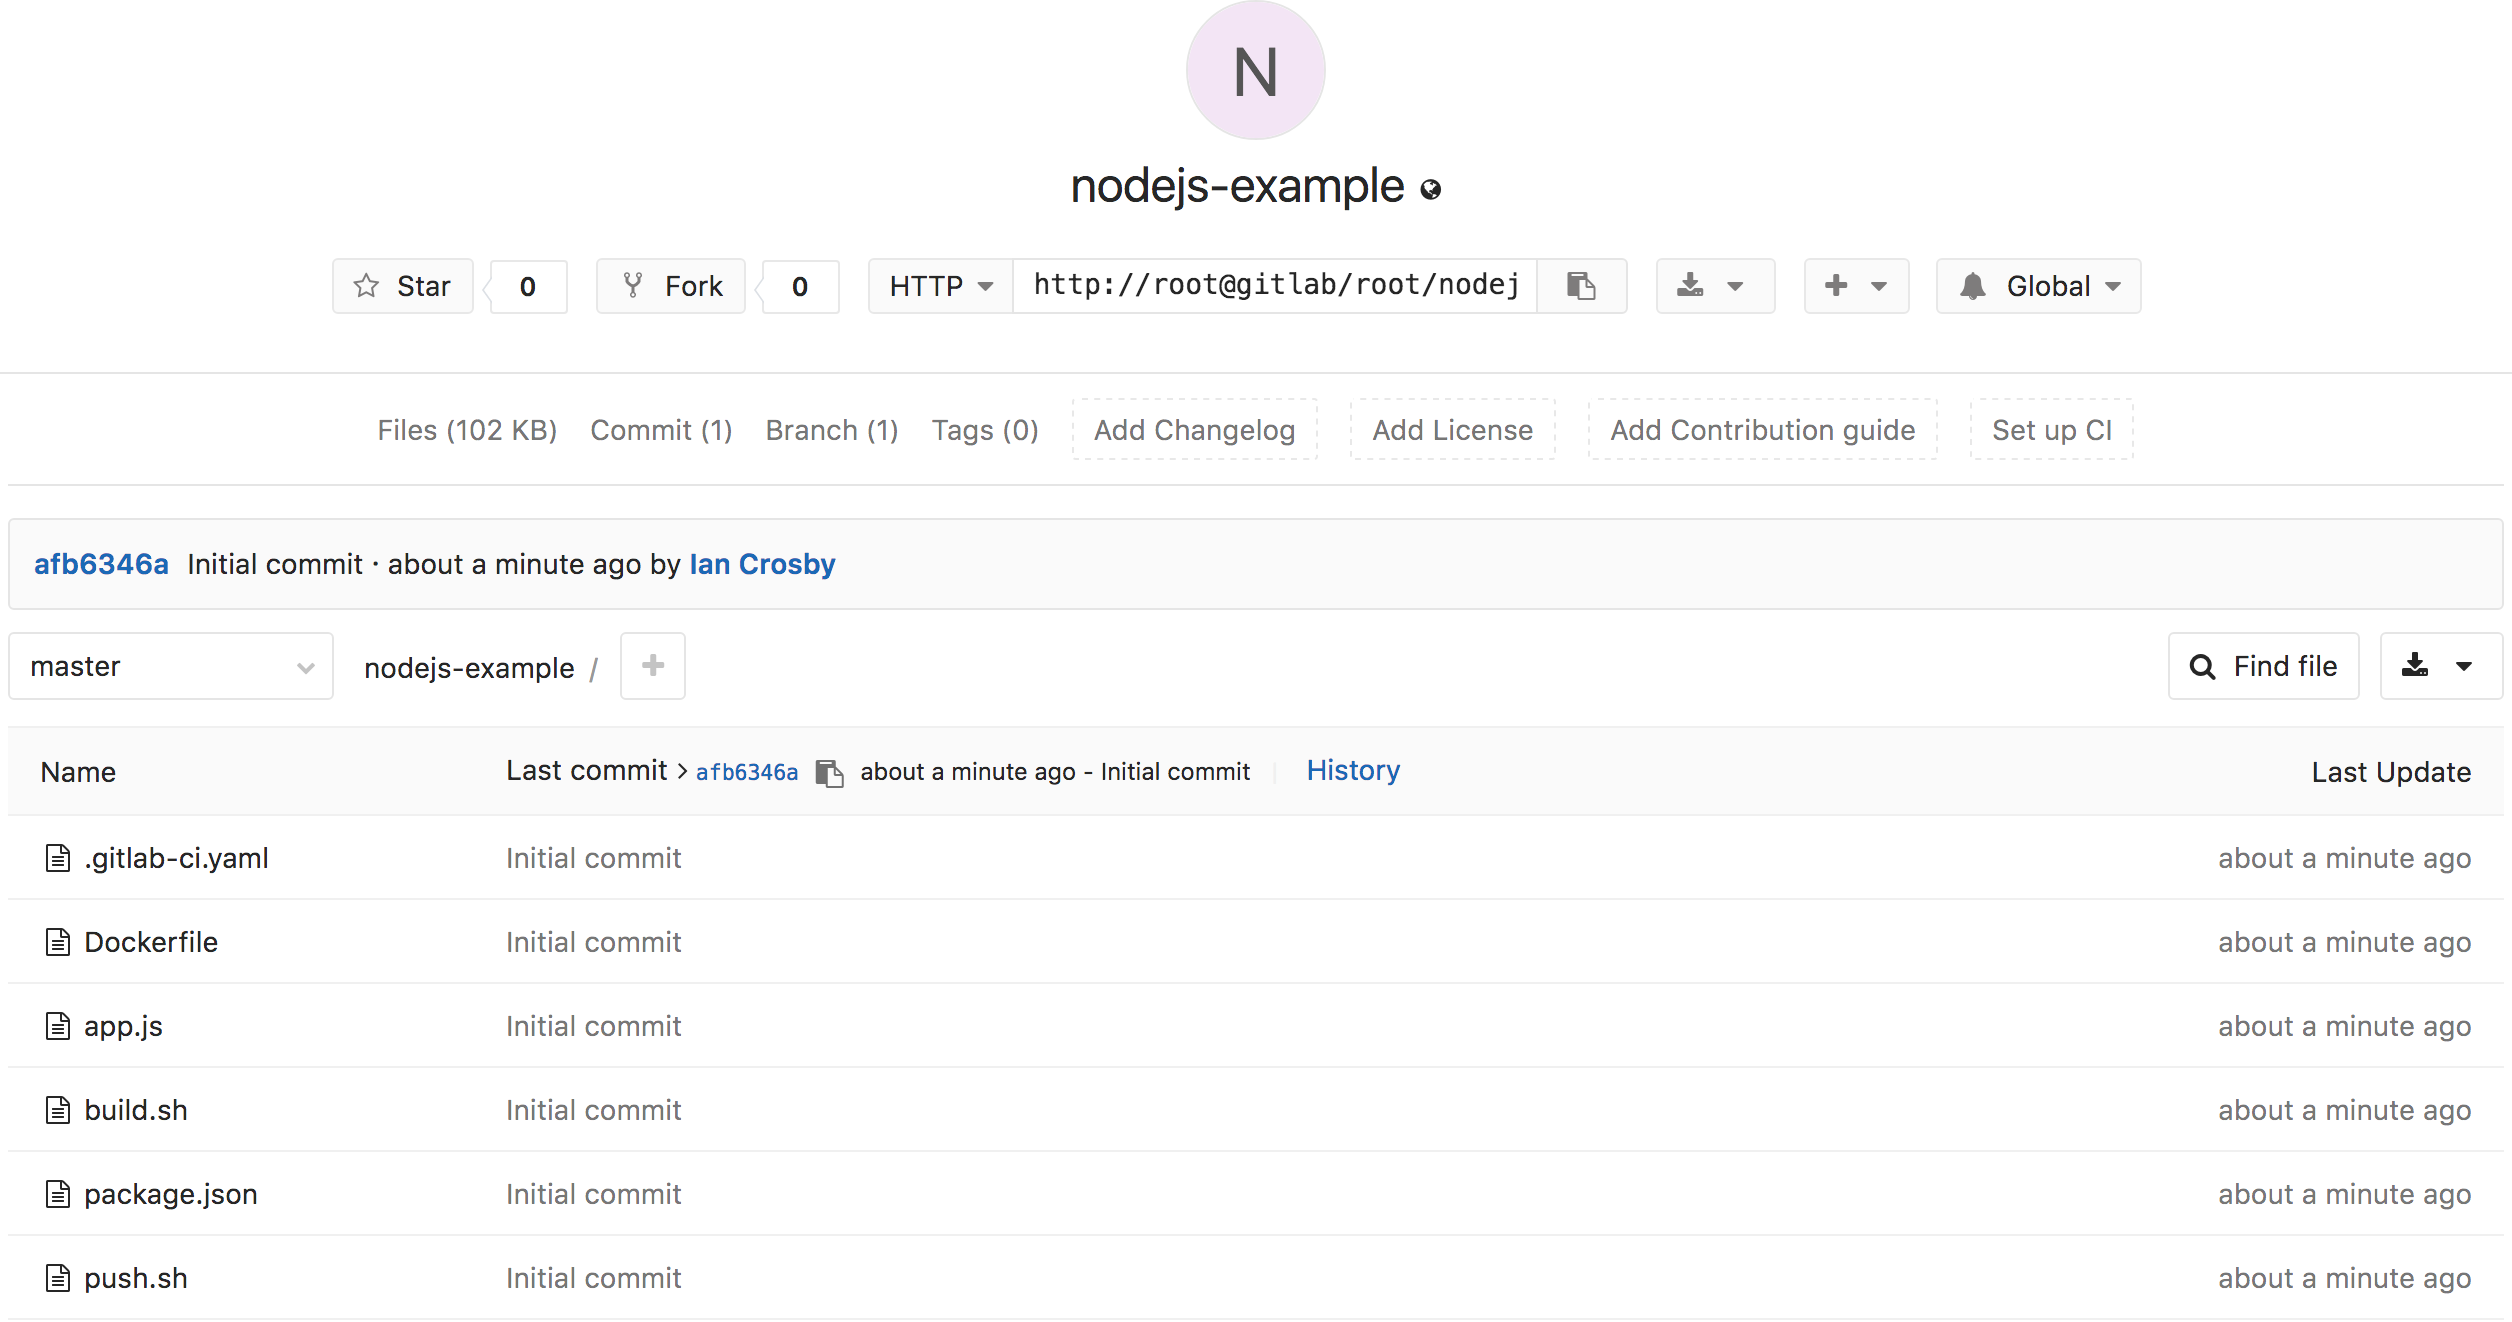 N
nodejs-example
Star 0 Fork 0 HTTP http://root@gitlab/root/nodej Global
Files (102 KB) Commit (1) Branch (1) Tags (0) Add Changelog Add License Add Contribution guide Set up CI
afb6346a Initial commit · about a minute ago by Ian Crosby
master nodejs-example / Find file
Name Last commit > afb6346a about a minute ago - Initial commit History Last Update
.gitlab-ci.yaml Initial commit about a minute ago
Dockerfile Initial commit about a minute ago
app.js Initial commit about a minute ago
build.sh Initial commit about a minute ago
package.json Initial commit about a minute ago
push.sh Initial commit about a minute ago